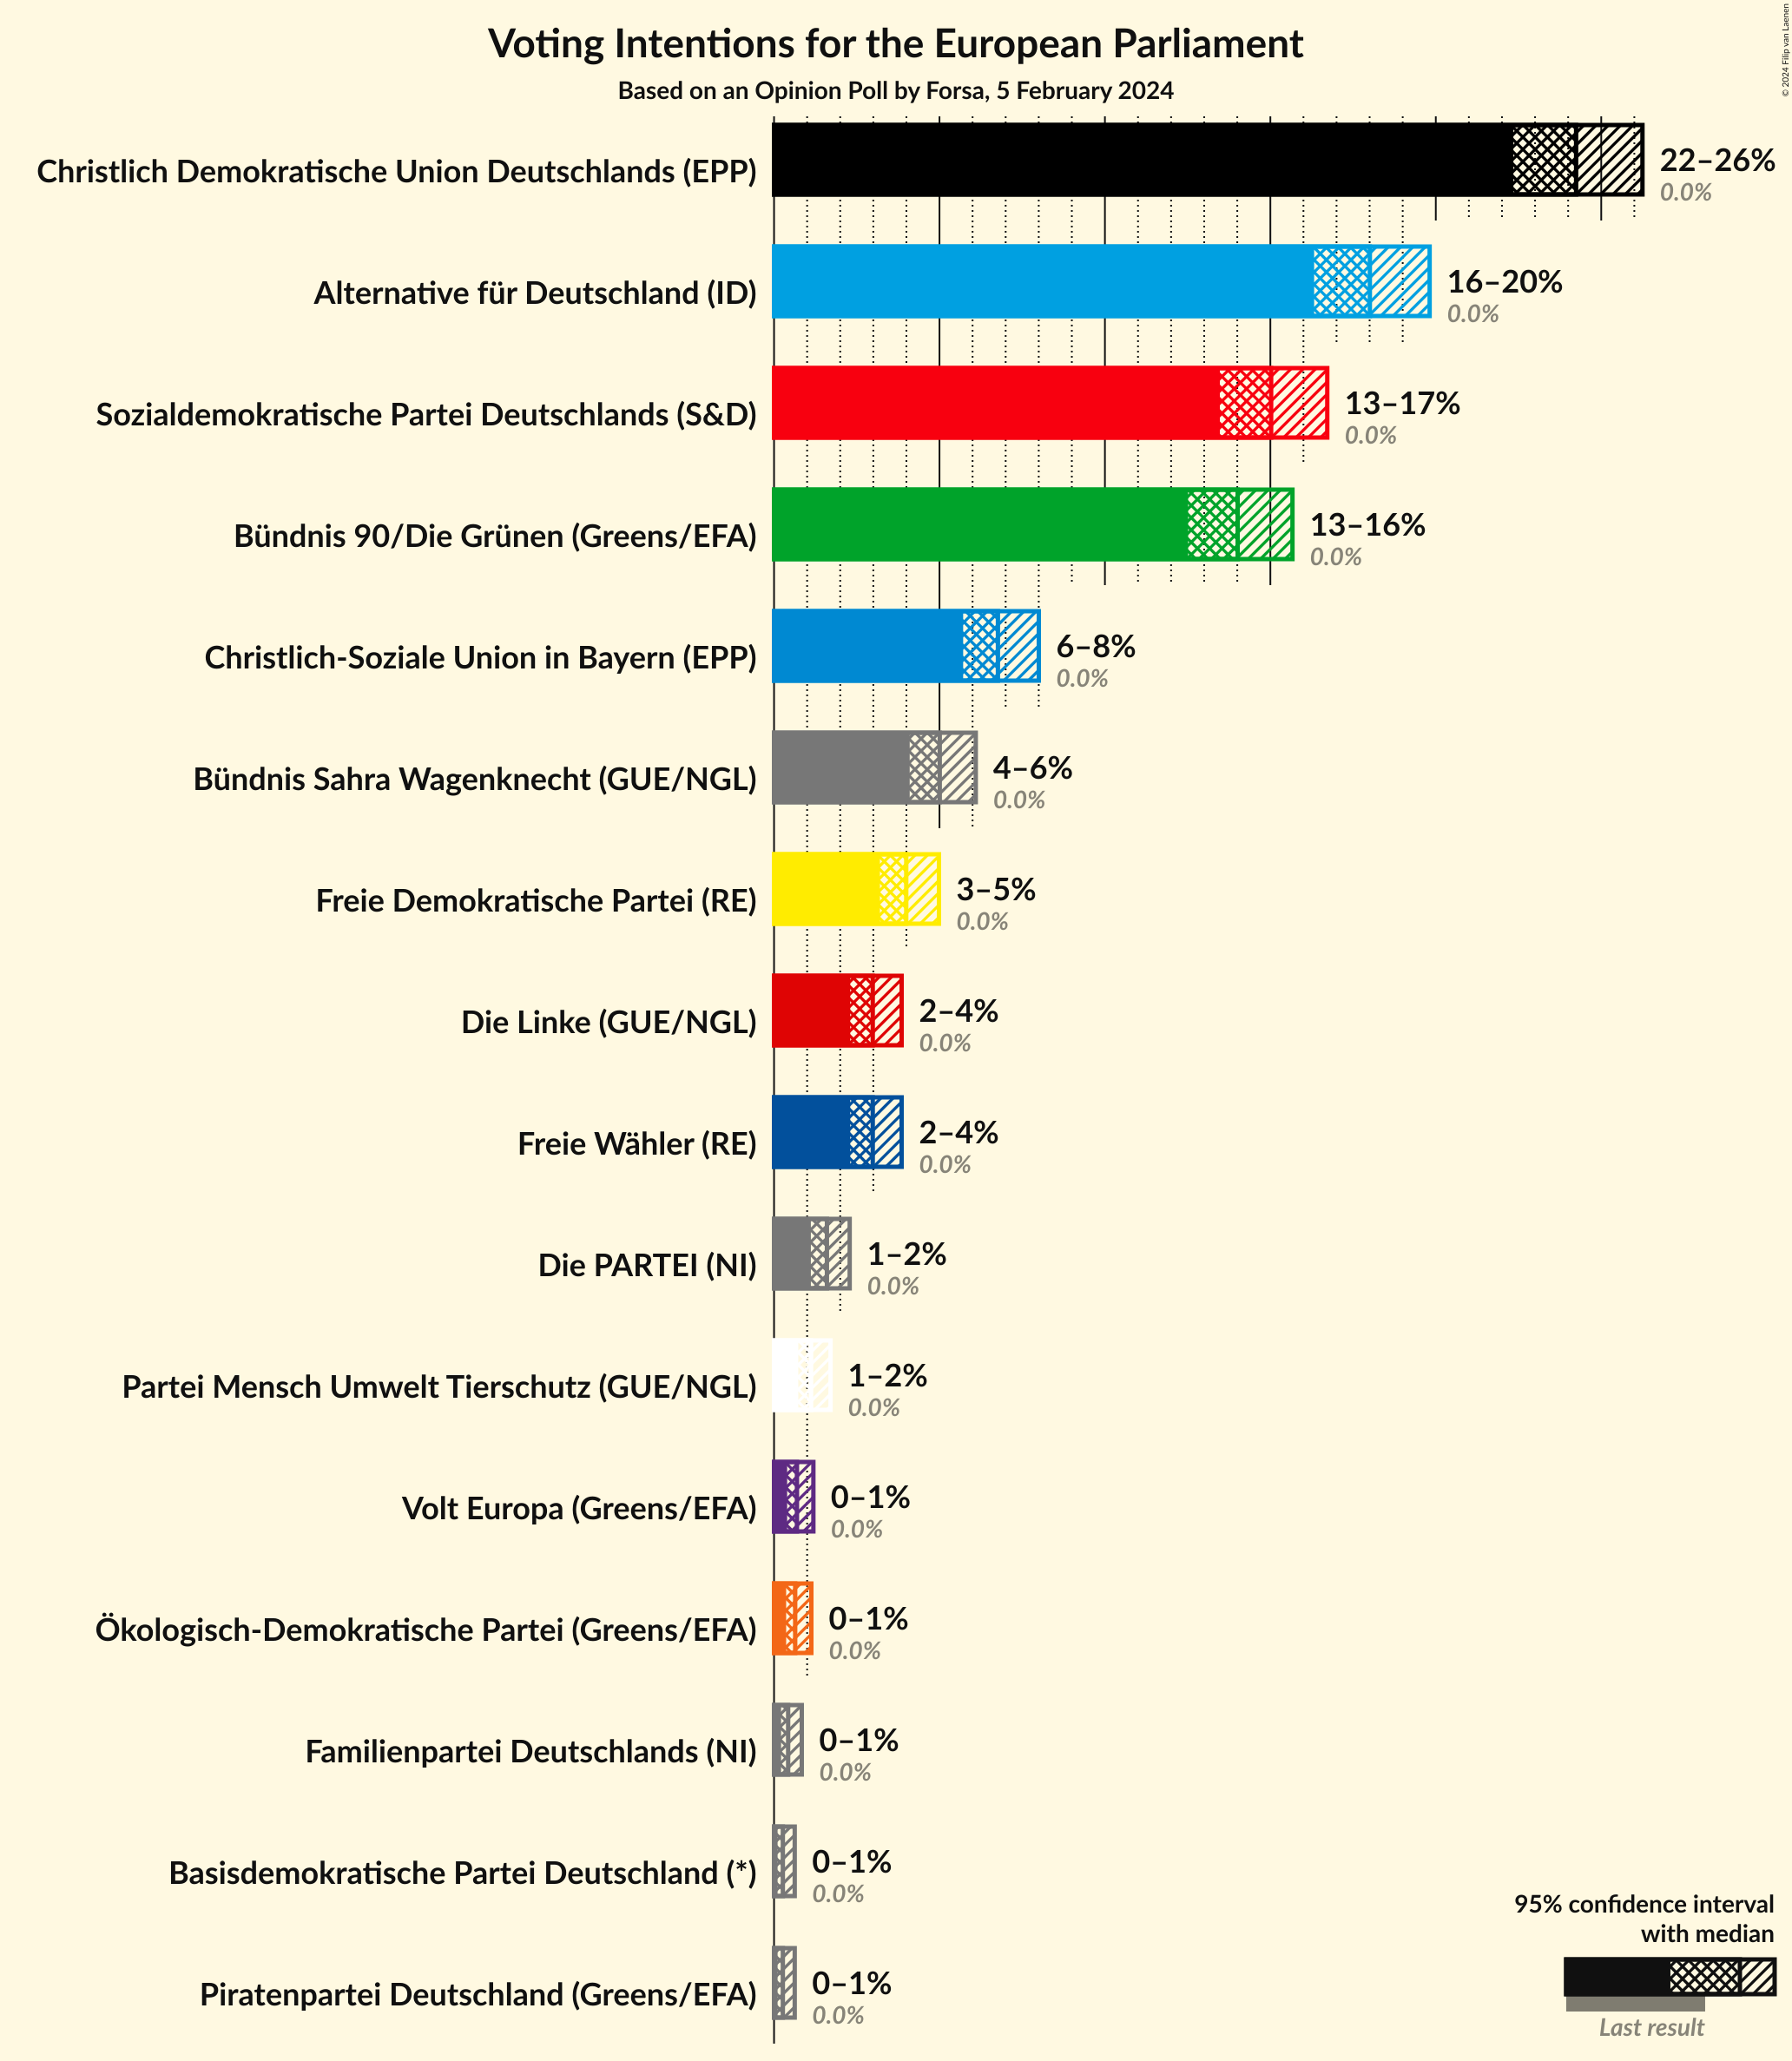 Voting Intentions for the European Parliament
Based on an Opinion Poll by Forsa, 5 February 2024
© 2024 Filip van Laenen
Christlich Demokratische Union Deutschlands (EPP)
22–26%
0.0%
Alternative für Deutschland (ID)
16–20%
0.0%
Sozialdemokratische Partei Deutschlands (S&D)
13–17%
0.0%
Bündnis 90/Die Grünen (Greens/EFA)
13–16%
0.0%
Christlich-Soziale Union in Bayern (EPP)
6–8%
0.0%
Bündnis Sahra Wagenknecht (GUE/NGL)
4–6%
0.0%
Freie Demokratische Partei (RE)
3–5%
0.0%
Die Linke (GUE/NGL)
2–4%
0.0%
Freie Wähler (RE)
2–4%
0.0%
Die PARTEI (NI)
1–2%
0.0%
Partei Mensch Umwelt Tierschutz (GUE/NGL)
1–2%
0.0%
Volt Europa (Greens/EFA)
0–1%
0.0%
Ökologisch-Demokratische Partei (Greens/EFA)
0–1%
0.0%
Familienpartei Deutschlands (NI)
0–1%
0.0%
Basisdemokratische Partei Deutschland (*)
0–1%
0.0%
Piratenpartei Deutschland (Greens/EFA)
0–1%
0.0%
95% confidence interval
with median
Last result